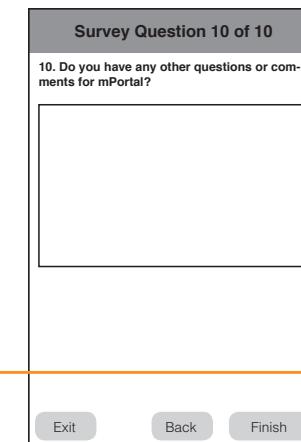 Survey Question 10 of 10
10. Do you have any other questions or com-
ments for mPortal?
Exit
Back
Finish